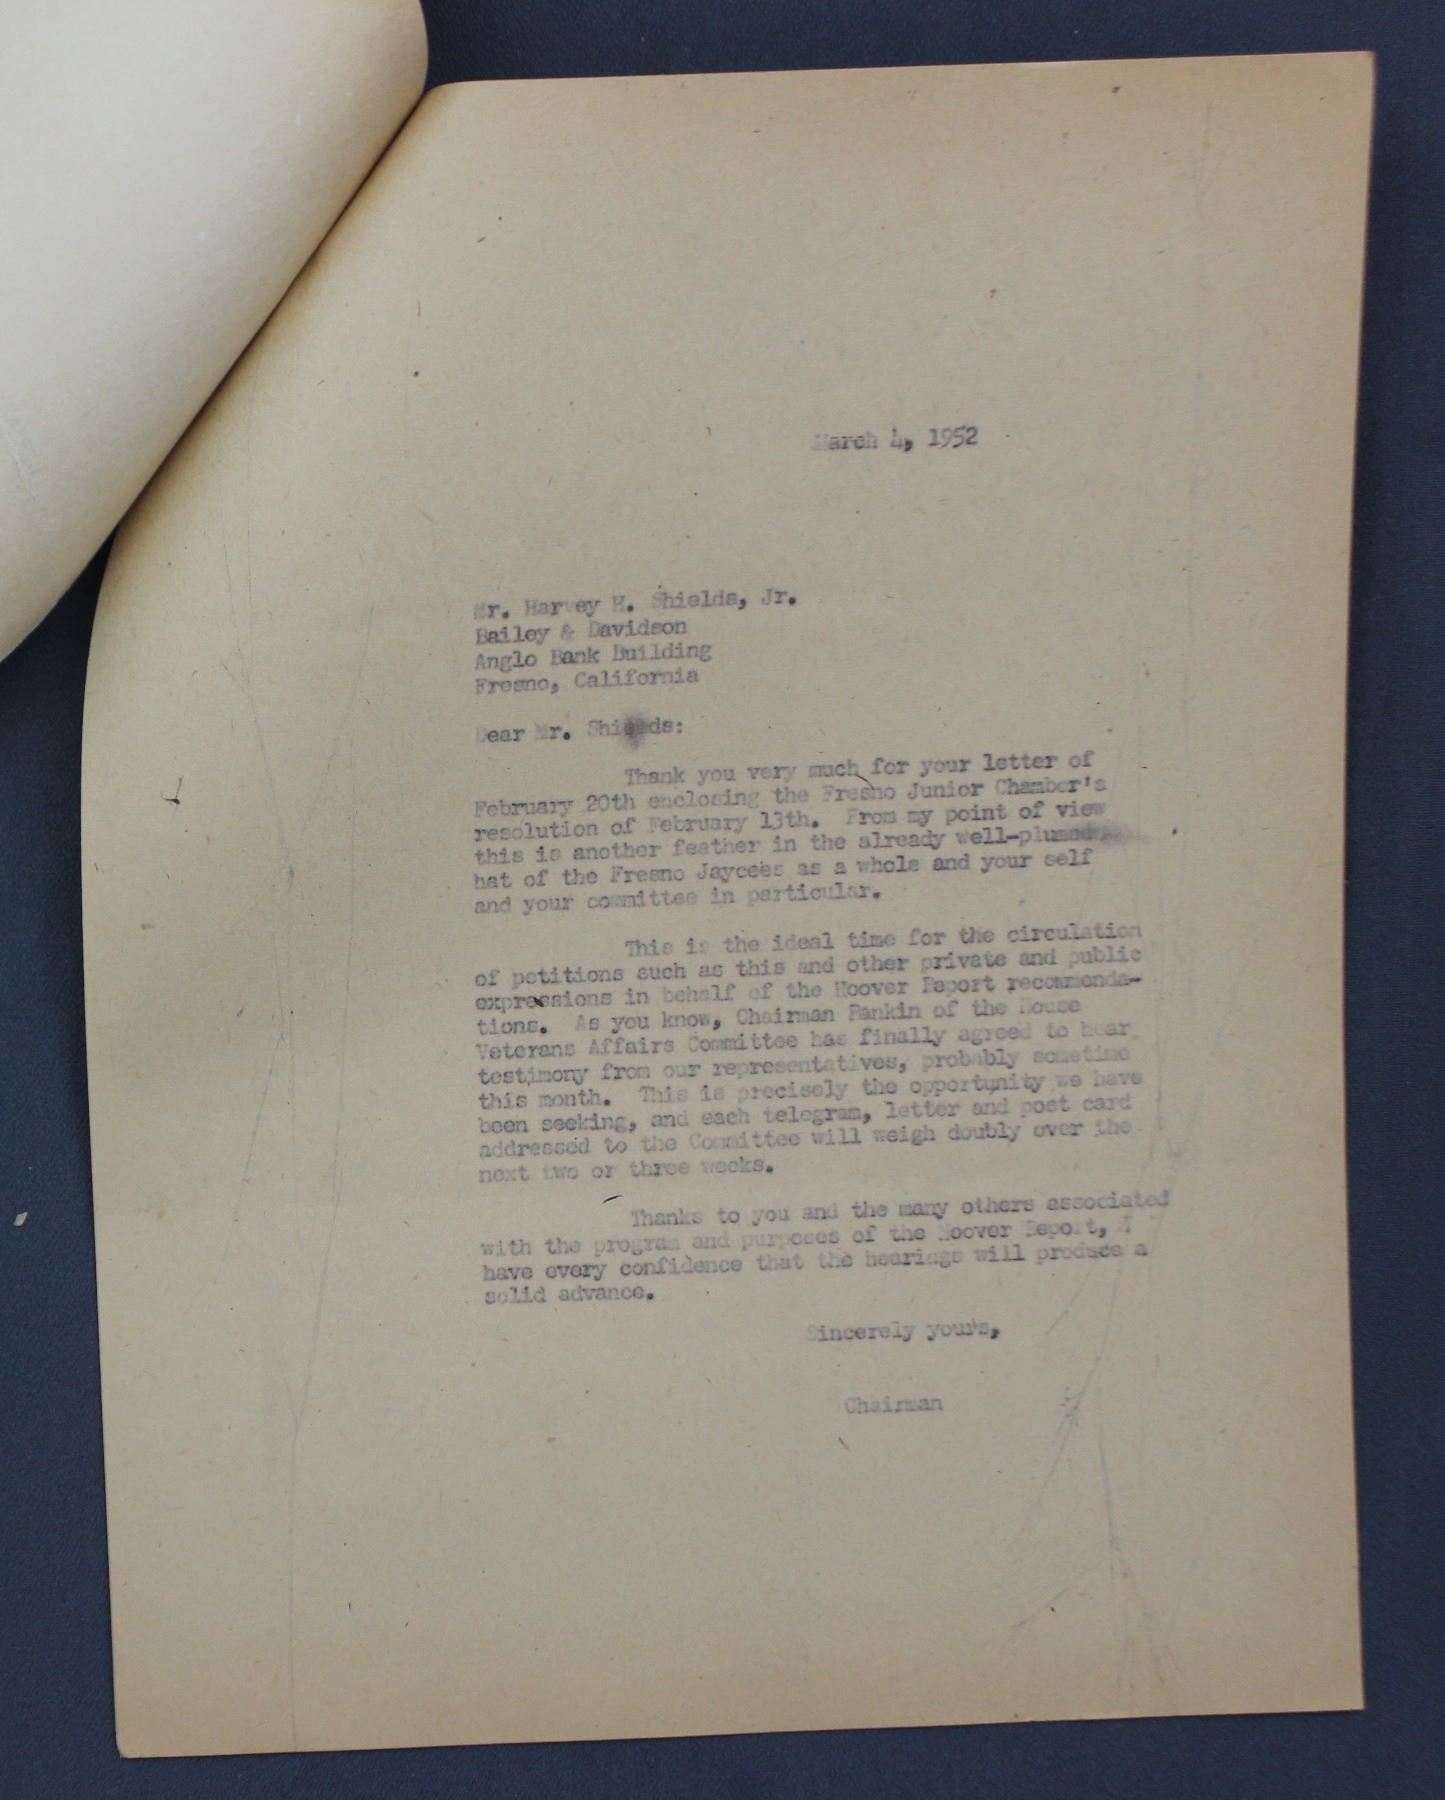 March 4, 1952
Mr. Harvey H. Shields, Jr.
Bailey & Davidson
Anglo Bank Building
Fresno, California
Dear Mr. Shields:
Thank you very much for your letter of
February 20th enclosing the Fresno Junior Chamber's
resolution of February 13th. From my point of view
this is another feather in the already well-plumed
hat of the Fresno Jaycees as a whole and your self
and your committee in particular.
This is the ideal time for the circulation
of petitions such as this and other private and public
expressions in behalf of the Hoover Report recommenda-
tions. As you know, Chairman Rankin of the House
Veterans Affairs Committee has finally agreed to hear
testimony from our representatives, probably sometime
this month. This is precisely the opportunity we have
been seeking, and each telegram, letter and post card
addressed to the Committee will weigh doubly over the
next two or three weeks.
Thanks to you and the many others associated
with the program and purposes of the Hoover Report, I
have every confidence that the hearings will produce a
solid advance.
Sincerely yours,
Chairman